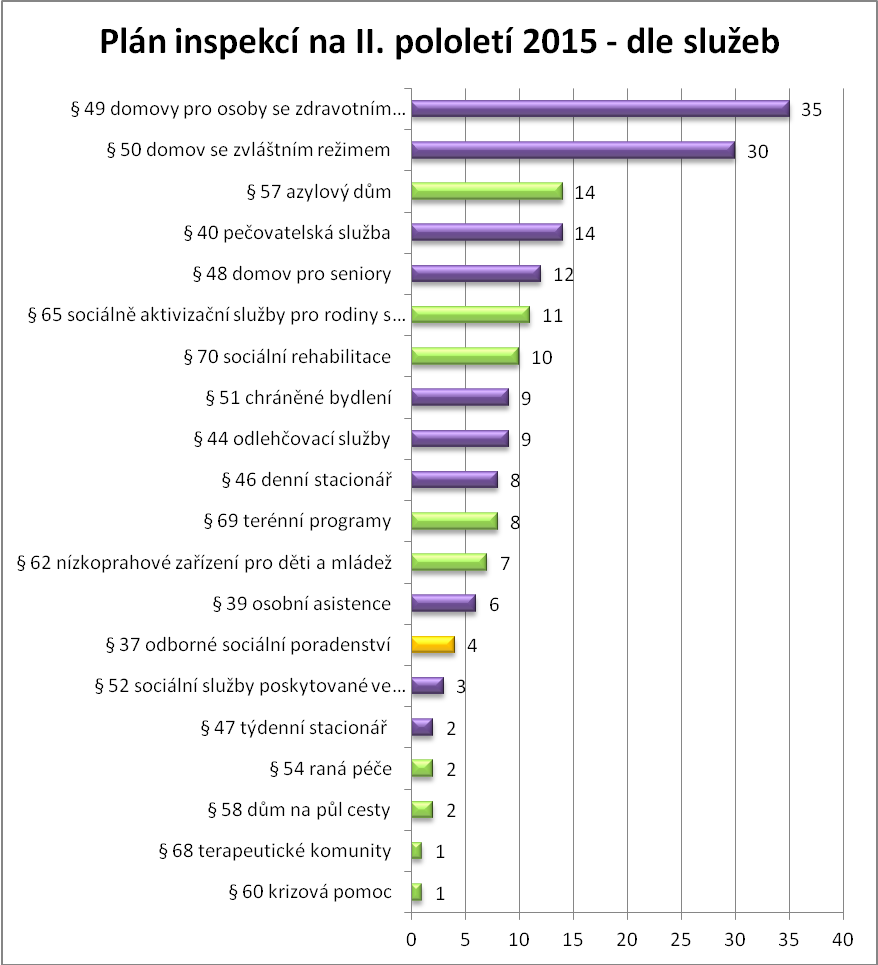 Plán inspekcí na II. pololetí 2015 - dle služeb
§ 49 domovy pro osoby se zdravotním... 35
§ 50 domov se zvláštním režimem 30
§ 57 azylový dům 14
§ 40 pečovatelská služba 14
§ 48 domov pro seniory 12
§ 65 sociálně aktivizační služby pro rodiny s... 11
§ 70 sociální rehabilitace 10
§ 51 chráněné bydlení 9
§ 44 odlehčovací služby 9
§ 46 denní stacionář 8
§ 69 terénní programy 8
§ 62 nízkoprahové zařízení pro děti a mládež 7
§ 39 osobní asistence 6
§ 37 odborné sociální poradenství 4
§ 52 sociální služby poskytované ve... 3
§ 47 týdenní stacionář 2
§ 54 raná péče 2
§ 58 dům na půl cesty 2
§ 68 terapeutické komunity 1
§ 60 krizová pomoc 1
0 5 10 15 20 25 30 35 40